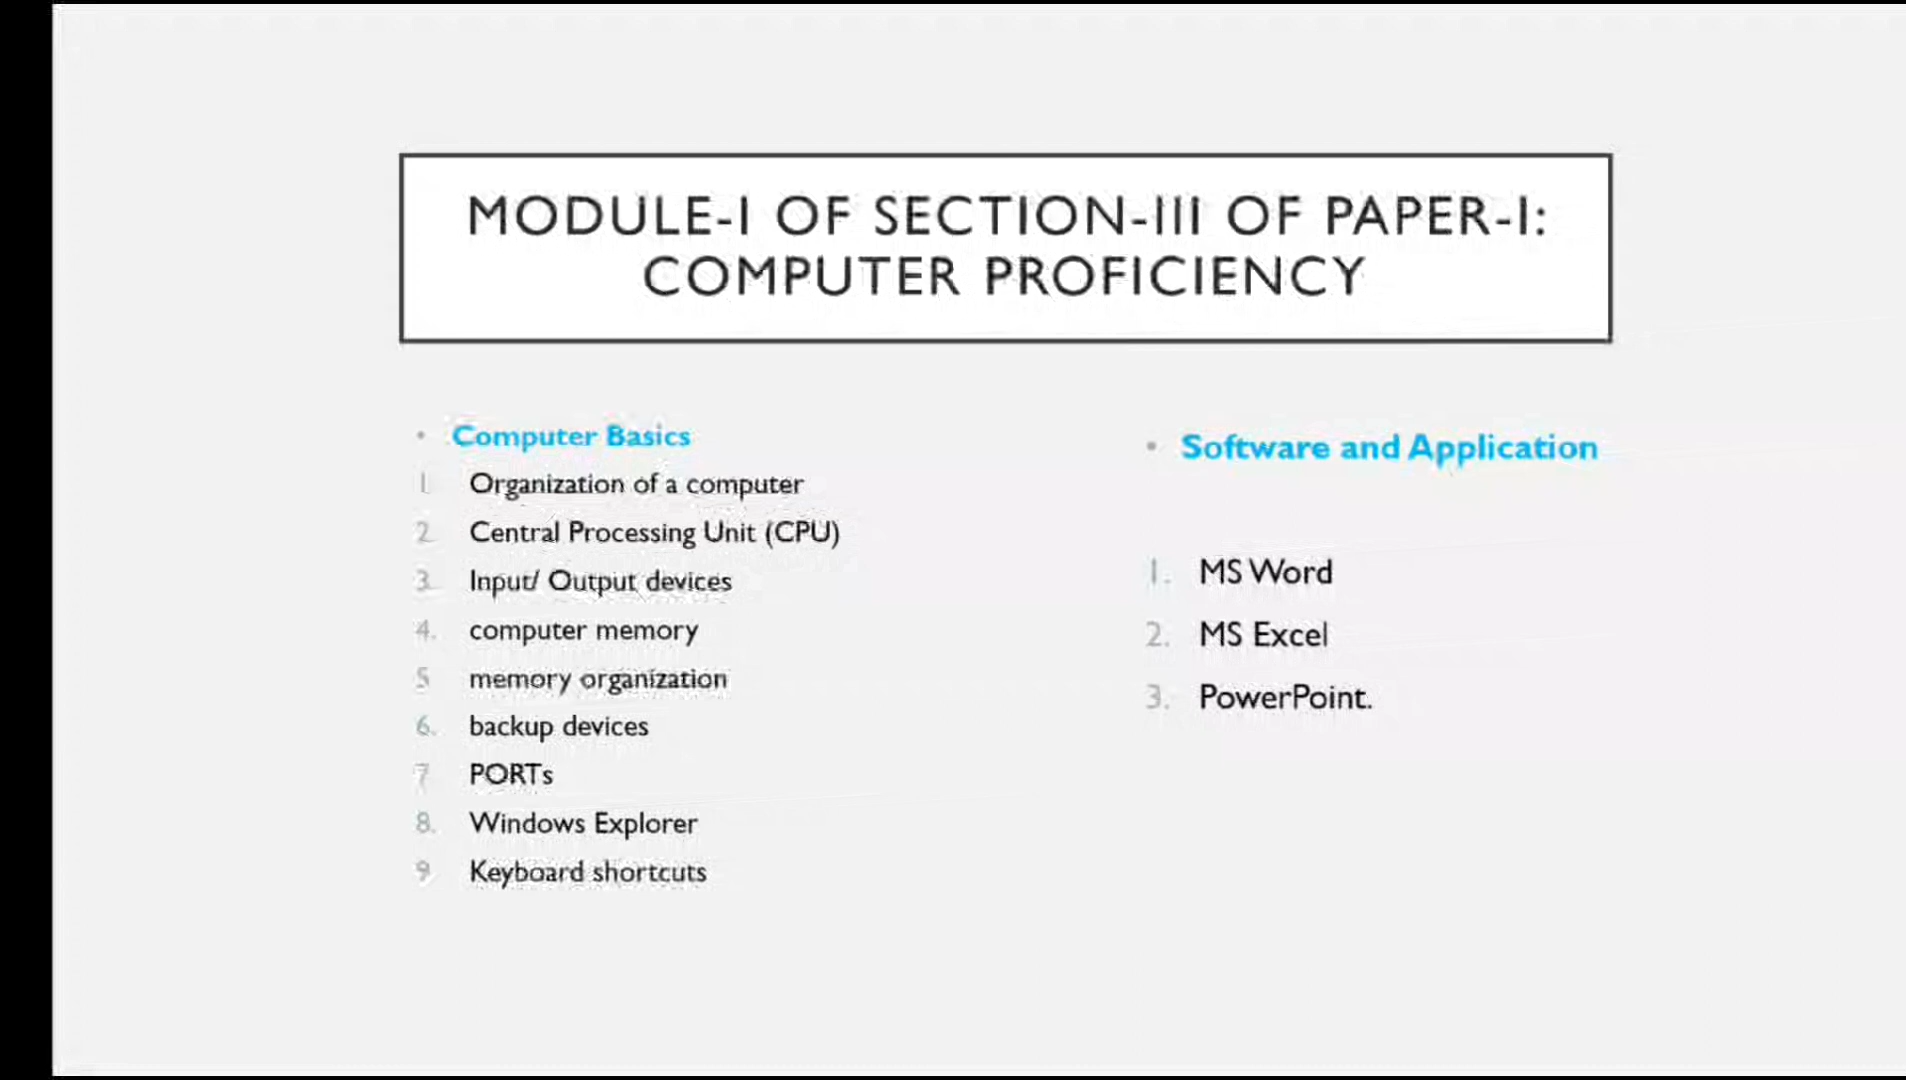 MODULE-I OF SECTION-III OF PAPER-I:
COMPUTER PROFICIENCY
• Computer Basics
1. Organization of a computer
2. Central Processing Unit (CPU)
3. Input/ Output devices
4. computer memory
5. memory organization
6. backup devices
7. PORTs
8. Windows Explorer
9. Keyboard shortcuts
• Software and Application
1. MS Word
2. MS Excel
3. PowerPoint.